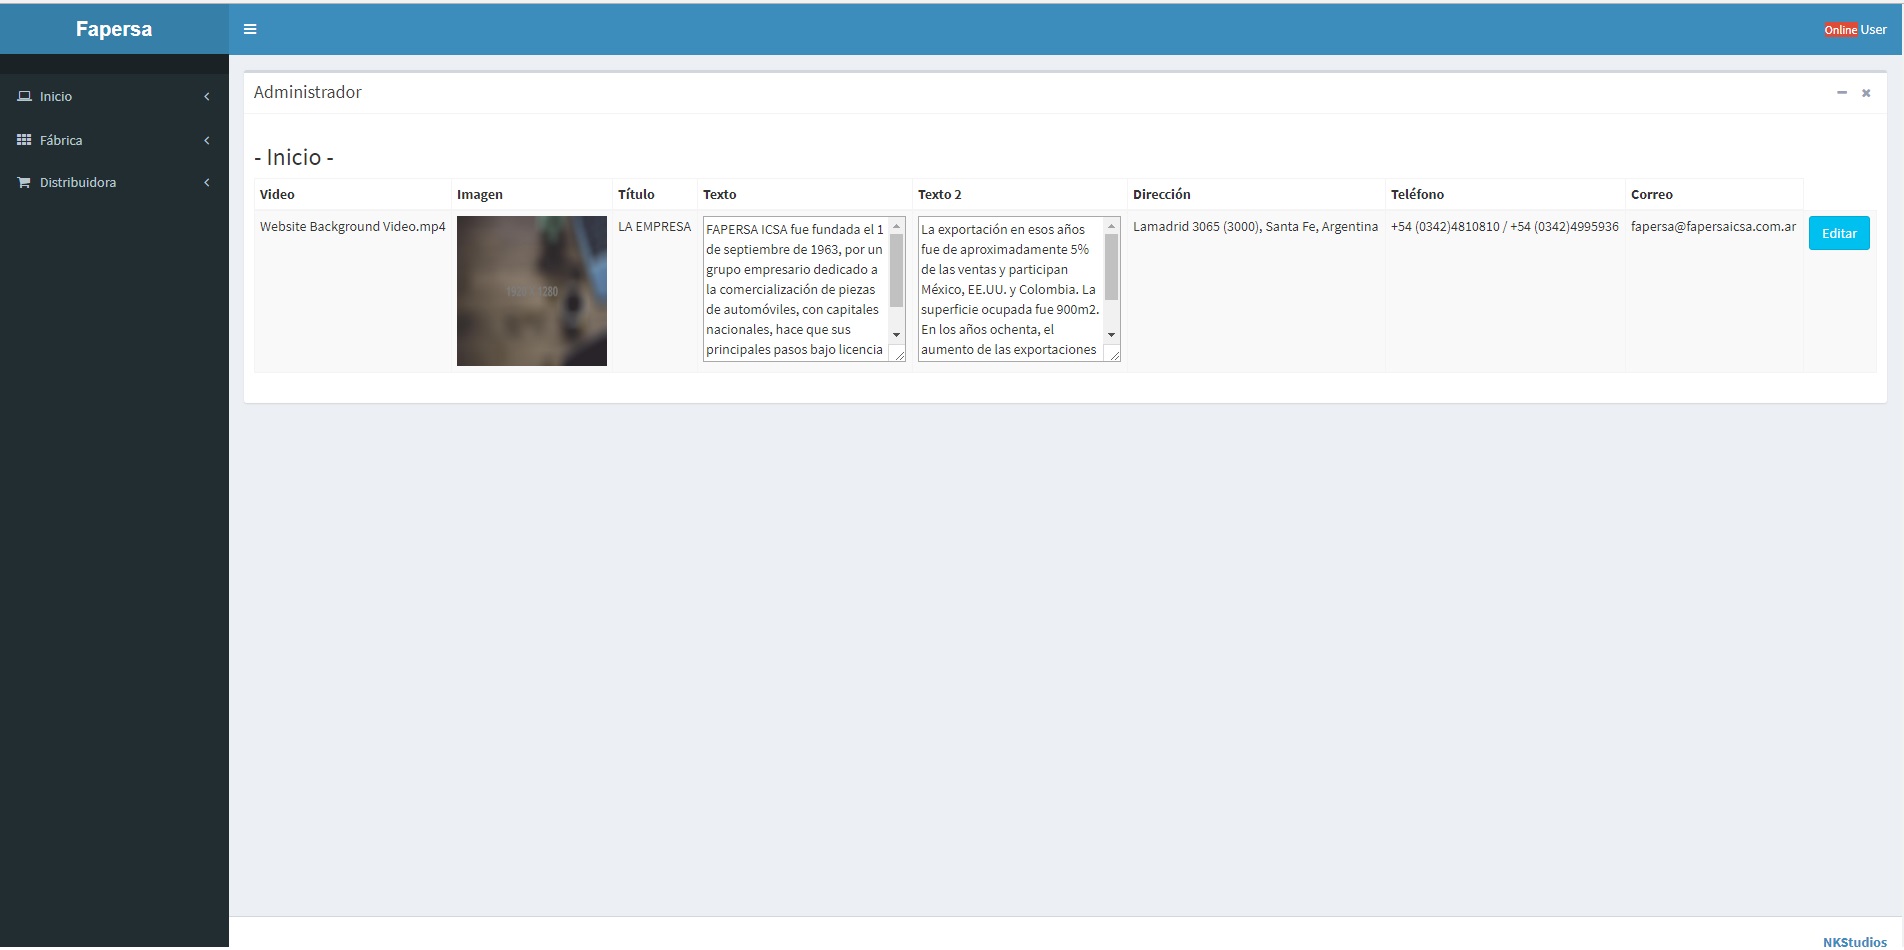 Fapersa
Online User
Inicio
Fábrica
Distribuidora
Administrador
- Inicio -
Video Imagen Título Texto Texto 2 Dirección Teléfono Correo
Website Background Video.mp4
1920 x 1280
LA EMPRESA
FAPERSA ICSA fue fundada el 1
de septiembre de 1963, por un
grupo empresario dedicado a
la comercialización de piezas
de automóviles, con capitales
nacionales, hace que sus
principales pasos bajo licencia
La exportación en esos años
fue de aproximadamente 5%
de las ventas y participan
México, EE.UU. y Colombia. La
superficie ocupada fue 900m2.
En los años ochenta, el
aumento de las exportaciones
Lamadrid 3065 (3000), Santa Fe, Argentina
+54 (0342)4810810 / +54 (0342)4995936
fapersa@fapersaicsa.com.ar
Editar
NKStudios